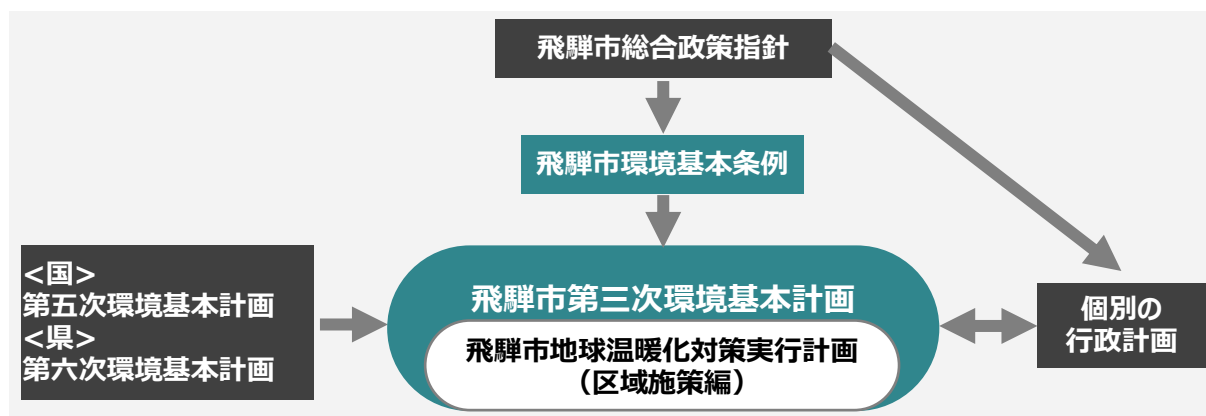 飛騨市総合政策指針
飛騨市環境基本条例
<国>
第五次環境基本計画
<県>
第六次環境基本計画
飛騨市第三次環境基本計画
飛騨市地球温暖化対策実行計画
（区域施策編）
個別の
行政計画